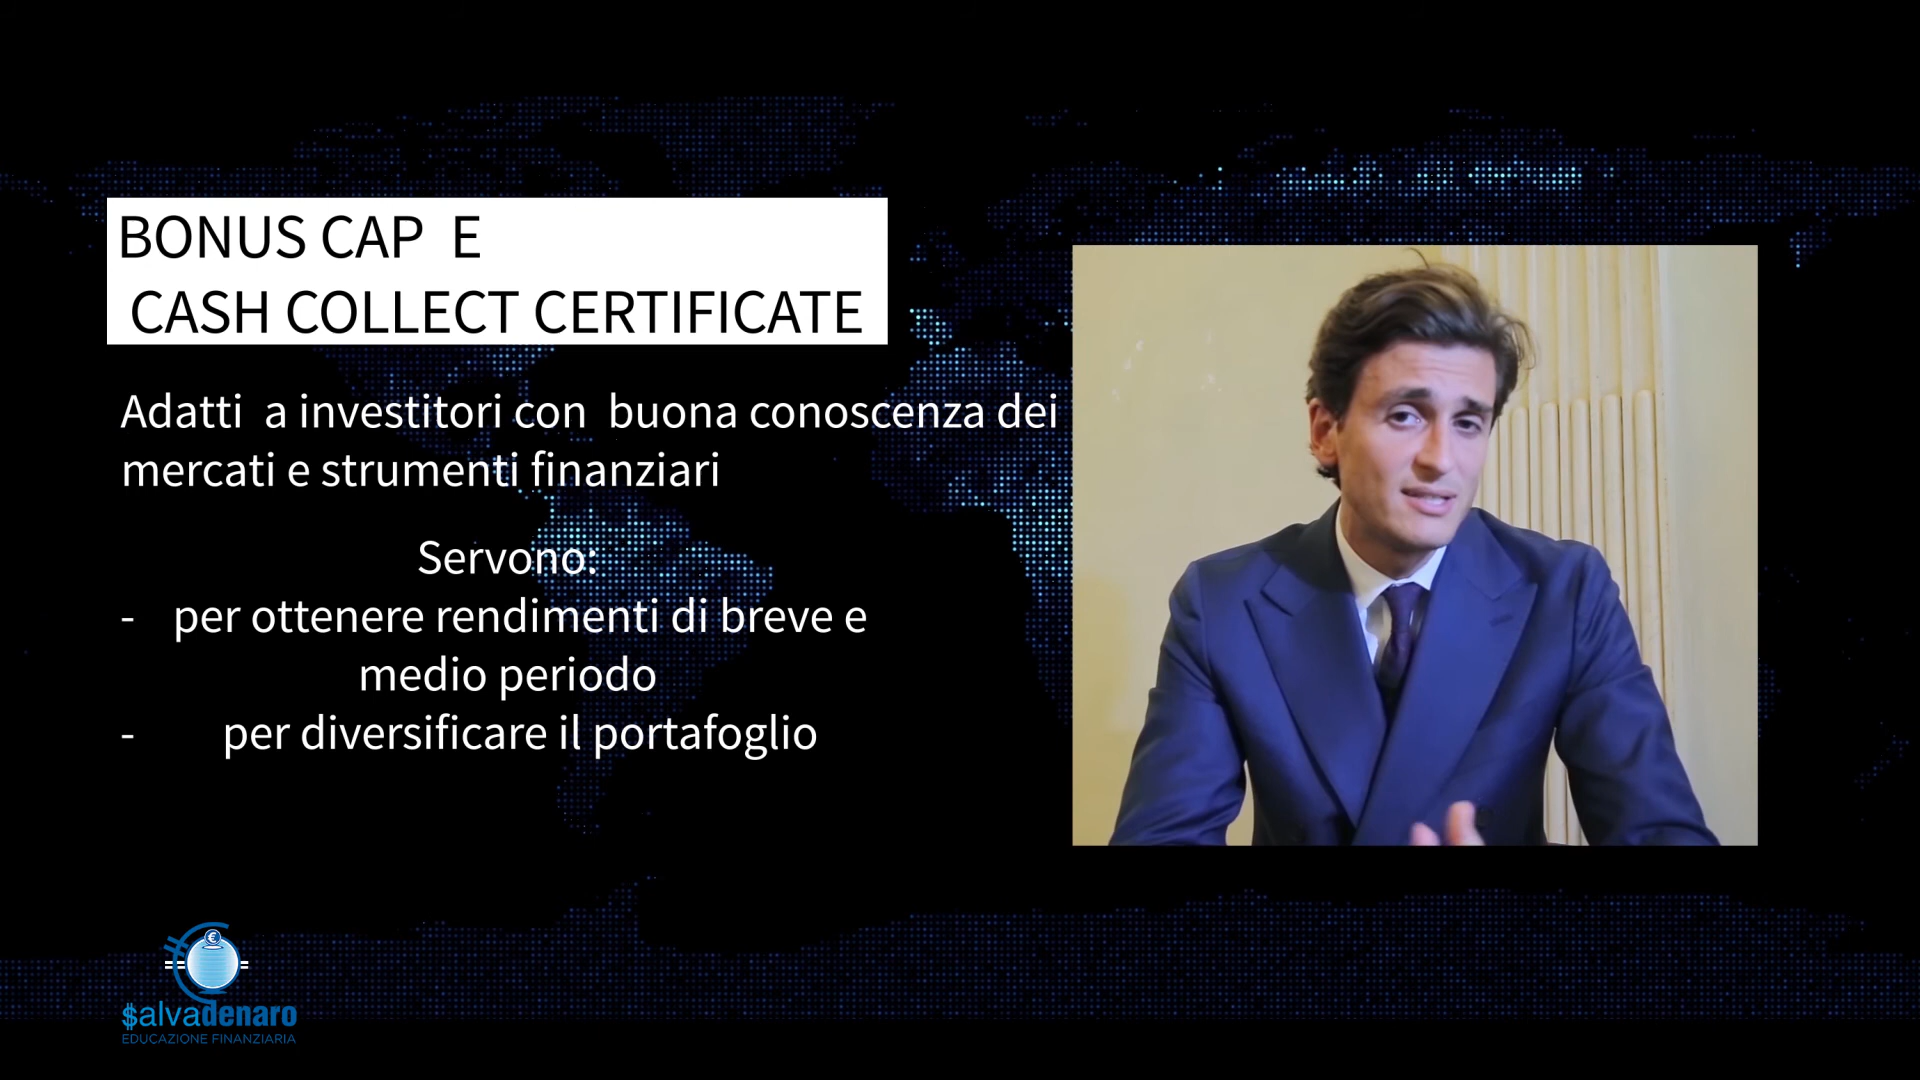 BONUS CAP E
CASH COLLECT CERTIFICATE
Adatti a investitori con buona conoscenza dei
mercati e strumenti finanziari
Servono:
- per ottenere rendimenti di breve e
medio periodo
- per diversificare il portafoglio
€
$alvadenaro
EDUCAZIONE FINANZIARIA